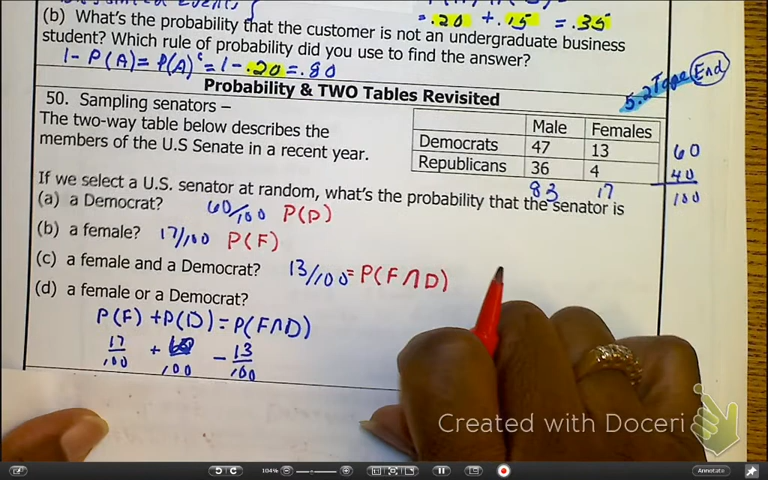 = .20 + .15 = .35
(b) What's the probability that the customer is not an undergraduate business
student? Which rule of probability did you use to find the answer?
1 - P(A) = P(A)ᶜ = 1 - .20 = .80
Probability & TWO Tables Revisited
5.2 Tape End
50. Sampling senators –
The two-way table below describes the
members of the U.S Senate in a recent year.
Male Females
Democrats 47 13 60
Republicans 36 4 40
83 17 100
If we select a U.S. senator at random, what's the probability that the senator is
(a) a Democrat? 60/100 P(D)
(b) a female? 17/100 P(F)
(c) a female and a Democrat? 13/100 = P(F∩D)
(d) a female or a Democrat?
P(F) + P(D) - P(F∩D)
17/100 + 60/100 - 13/100
Created with Doceri
104%
Annotate